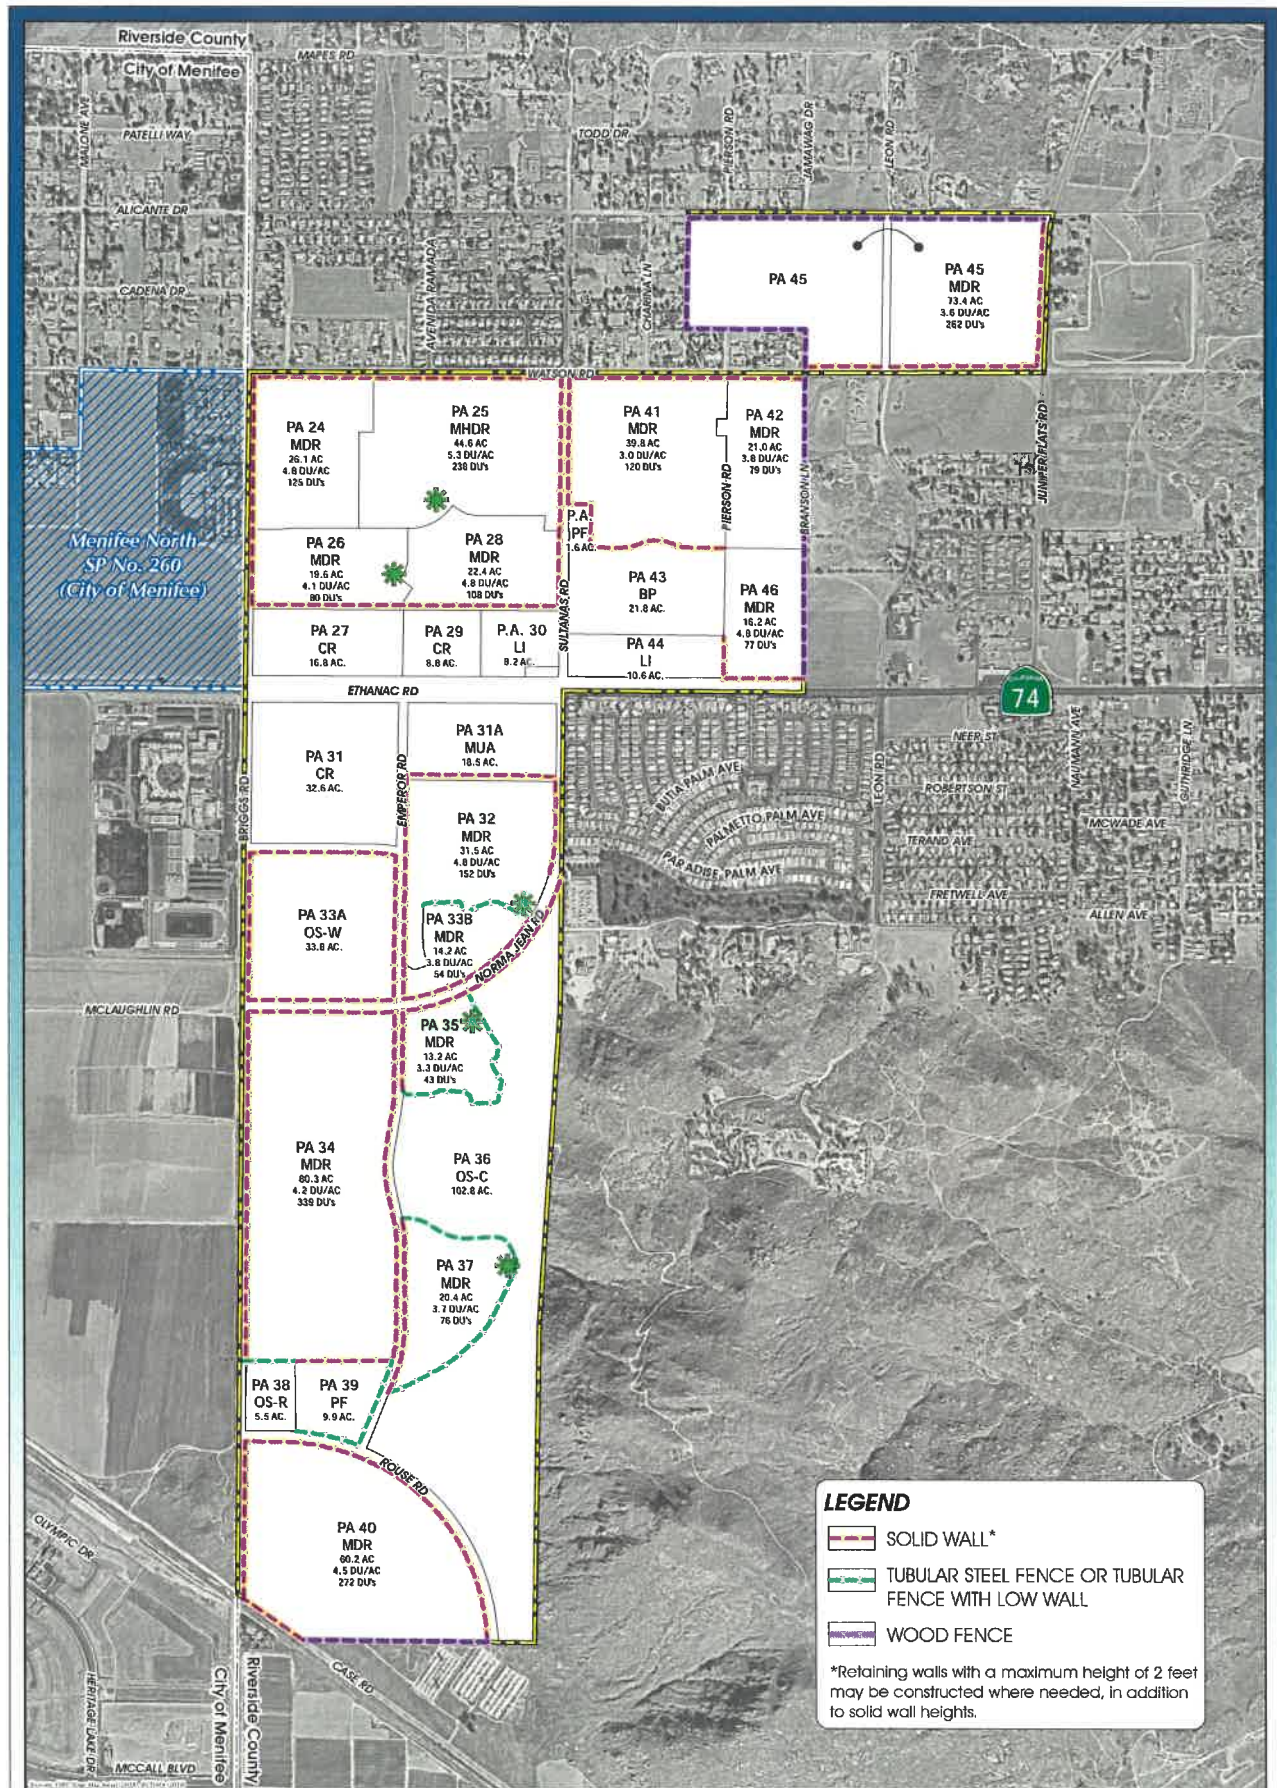 Riverside County
City of Menifee
MAPES RD
MALONE AVE
PATELLI WAY
TODD DR
PIERSON RD
JAMAWAG DR
LEON RD
ALICANTE DR
AVENIDA RAMADA
CHARINA LN
CADENA DR
PA 45
PA 45
MDR
73.4 AC
3.6 DU/AC
262 DU's
WATSON RD
PA 24
MDR
26.1 AC
4.8 DU/AC
125 DU's
PA 25
MHDR
44.6 AC
5.3 DU/AC
238 DU's
PA 41
MDR
39.8 AC
3.0 DU/AC
120 DU's
PA 42
MDR
21.0 AC
3.8 DU/AC
79 DU's
PIERSON RD
BRANSON LN
JUNIPER FLATS RD
Menifee North
SP No. 260
(City of Menifee)
PA 26
MDR
19.6 AC
4.1 DU/AC
80 DU's
PA 28
MDR
22.4 AC
4.8 DU/AC
108 DU's
P.A.
PF
1.6 AC.
SULTANAS RD
PA 43
BP
21.8 AC.
PA 46
MDR
16.2 AC
4.8 DU/AC
77 DU's
PA 27
CR
16.8 AC.
PA 29
CR
8.8 AC.
P.A. 30
LI
8.2 AC.
PA 44
LI
10.6 AC.
ETHANAC RD
74
PA 31
CR
32.6 AC.
EMPEROR RD
BRIGGS RD
PA 31A
MUA
18.5 AC.
PA 32
MDR
31.5 AC
4.8 DU/AC
152 DU's
BUTIA PALM AVE
PALMETTO PALM AVE
PARADISE PALM AVE
LEON RD
NEER ST
NAUMANN AVE
GUTHRIDGE LN
ROBERTSON ST
MCWADE AVE
TERAND AVE
FRETWELL AVE
ALLEN AVE
PA 33A
OS-W
33.8 AC.
PA 33B
MDR
14.2 AC
3.8 DU/AC
54 DU's
NORMA JEAN RD
MCLAUGHLIN RD
PA 35
MDR
13.2 AC
3.3 DU/AC
43 DU's
PA 34
MDR
80.3 AC
4.2 DU/AC
339 DU's
PA 36
OS-C
102.8 AC.
PA 37
MDR
20.4 AC
3.7 DU/AC
76 DU's
PA 38
OS-R
5.5 AC.
PA 39
PF
9.9 AC.
ROUSE RD
PA 40
MDR
60.2 AC
4.5 DU/AC
272 DU's
OLYMPIC DR
HERITAGE LAKE DR
City of Menifee
Riverside County
CASE RD
MCCALL BLVD
LEGEND
SOLID WALL*
TUBULAR STEEL FENCE OR TUBULAR
FENCE WITH LOW WALL
WOOD FENCE
*Retaining walls with a maximum height of 2 feet
may be constructed where needed, in addition
to solid wall heights.